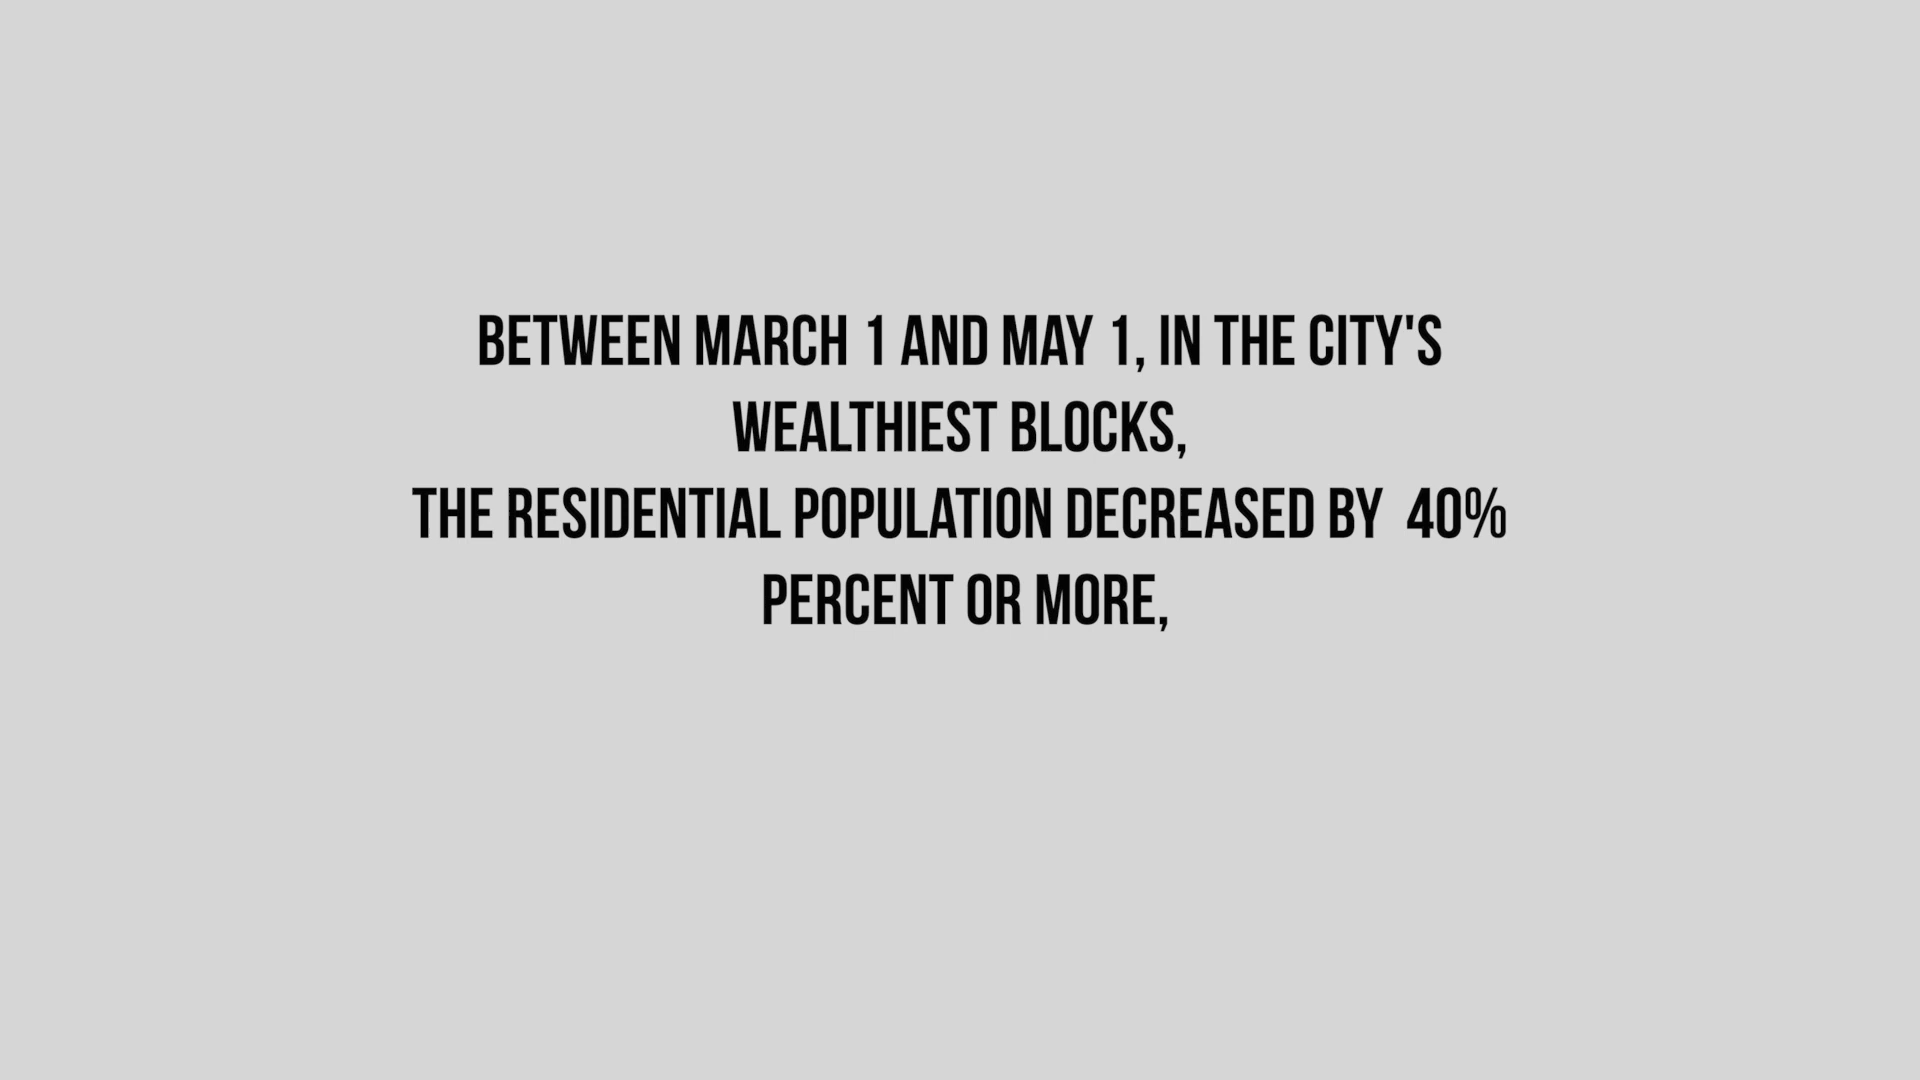 BETWEEN MARCH 1 AND MAY 1, IN THE CITY'S
WEALTHIEST BLOCKS,
THE RESIDENTIAL POPULATION DECREASED BY  40%
PERCENT OR MORE,